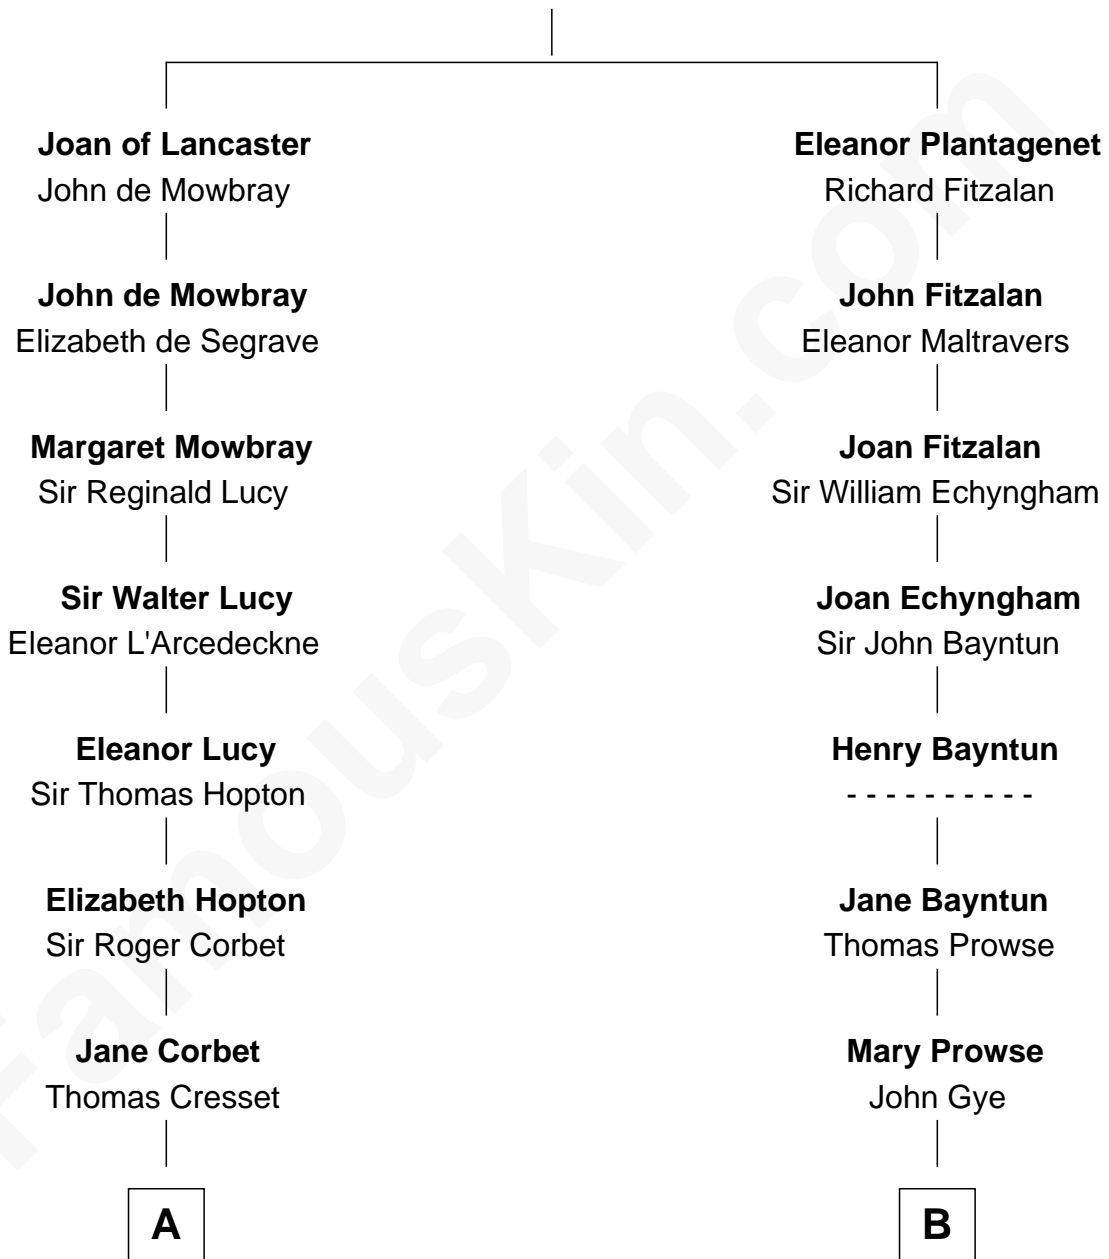 Joan of Lancaster
John de Mowbray
John de Mowbray
Elizabeth de Segrave
Margaret Mowbray
Sir Reginald Lucy
Sir Walter Lucy
Eleanor L'Arcedeckne
Eleanor Lucy
Sir Thomas Hopton
Elizabeth Hopton
Sir Roger Corbet
Jane Corbet
Thomas Cresset
A
Eleanor Plantagenet
Richard Fitzalan
John Fitzalan
Eleanor Maltravers
Joan Fitzalan
Sir William Echyngham
Joan Echyngham
Sir John Bayntun
Henry Bayntun
- - - - - - - - - -
Jane Bayntun
Thomas Prowse
Mary Prowse
John Gye
B
FamousKin.com